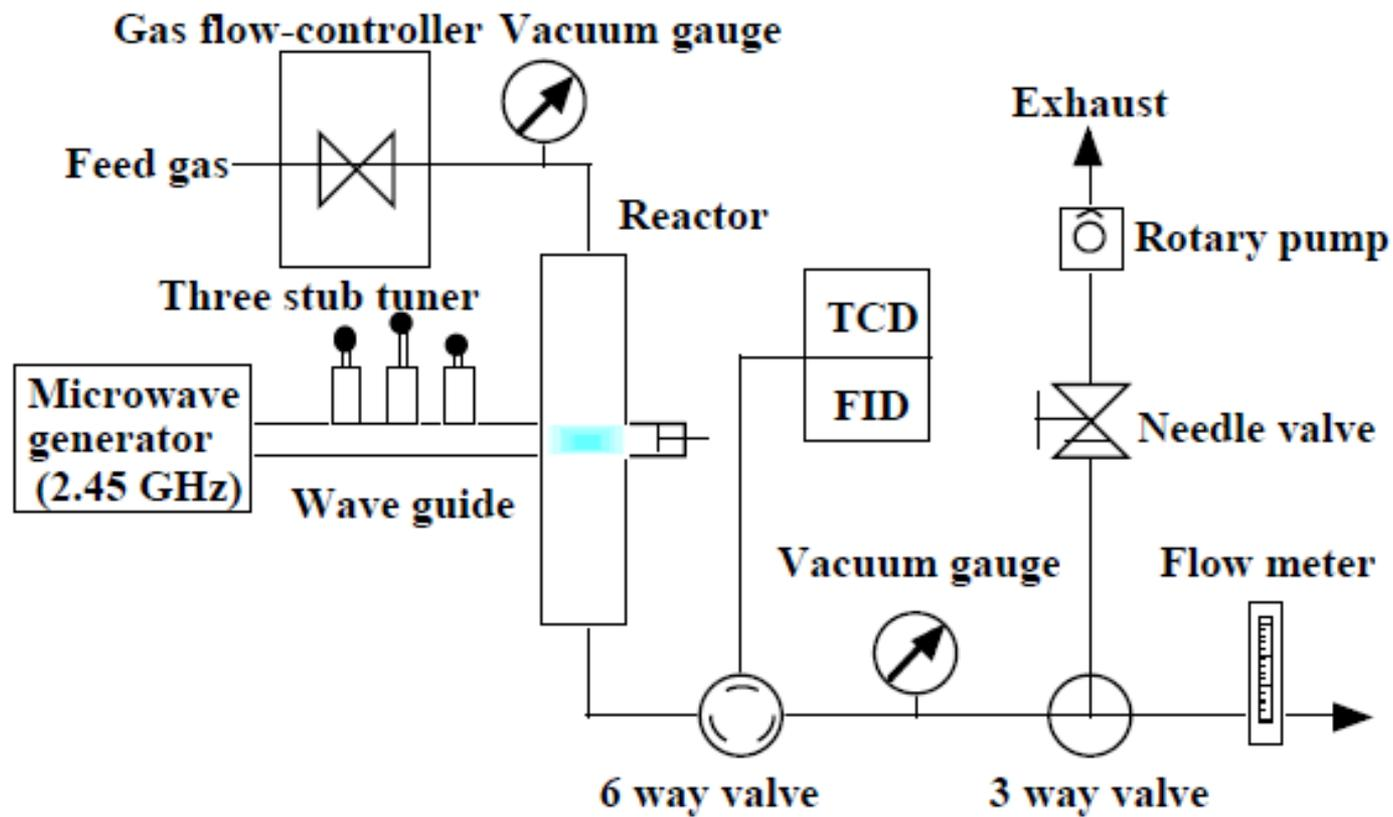 Gas flow-controller
Vacuum gauge
Exhaust
Feed gas
Reactor
Rotary pump
Three stub tuner
TCD
Microwave
generator
(2.45 GHz)
FID
Needle valve
Wave guide
Vacuum gauge
Flow meter
6 way valve
3 way valve